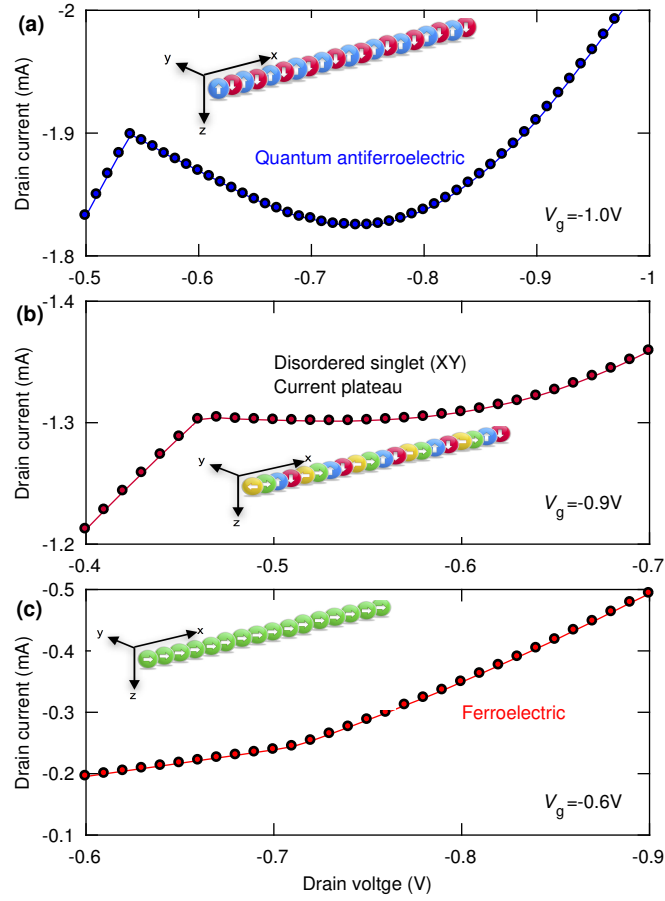 (a)
-2
-1.9
-1.8
Drain current (mA)
y
x
z
Quantum antiferroelectric
Vg=-1.0V
-0.5
-0.6
-0.7
-0.8
-0.9
-1
(b)
-1.4
-1.3
-1.2
Drain current (mA)
Disordered singlet (XY)
Current plateau
y
x
z
Vg=-0.9V
-0.4
-0.5
-0.6
-0.7
(c)
-0.5
-0.4
-0.3
-0.2
-0.1
Drain current (mA)
y
x
z
Ferroelectric
Vg=-0.6V
-0.6
-0.7
-0.8
-0.9
Drain voltge (V)